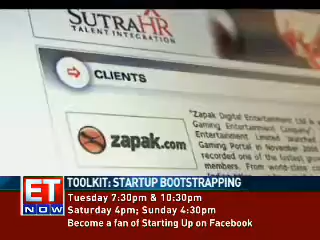 SUTRAHR
TALENT INTEGRATION
CLIENTS
zapak.com
"Zapak Digital Entertainment Ltd is
Gaming Entertainment Company
Entertainment Limited launched
Gaming Portal in November
recorded one of the fastest
members. From world-class
ET
NOW
TOOLKIT: STARTUP BOOTSTRAPPING
Tuesday 7:30pm & 10:30pm
Saturday 4pm; Sunday 4:30pm
Become a fan of Starting Up on Facebook